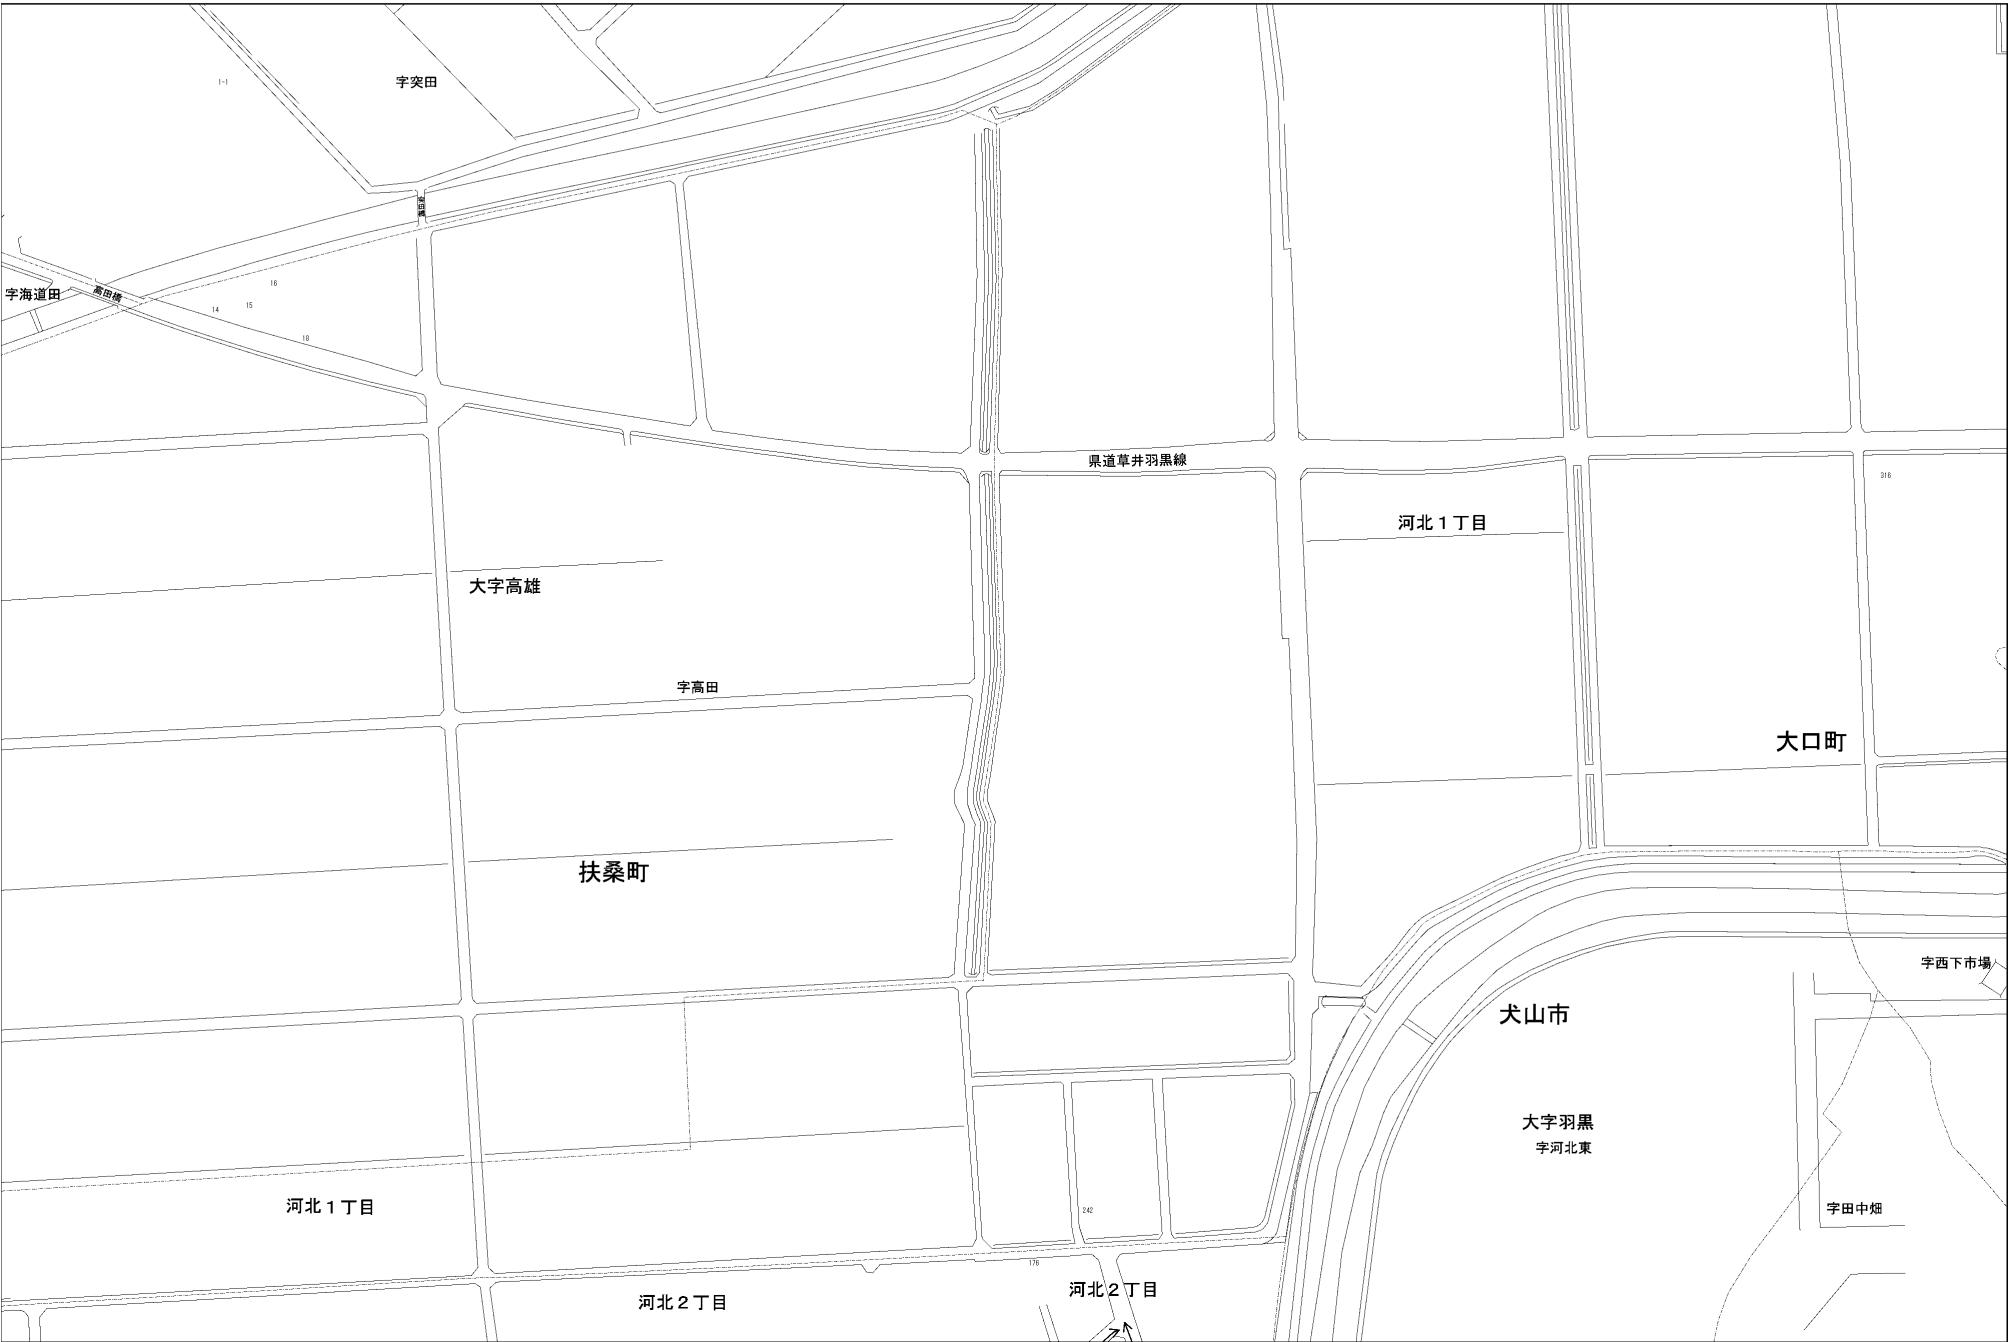 1-1
字突田
高田橋
字海道田
16
15
14
18
県道草井羽黒線
316
河北１丁目
大字高雄
字高田
大口町
扶桑町
字西下市場
犬山市
大字羽黒
字河北東
河北１丁目
242
字田中畑
176
河北２丁目
河北２丁目